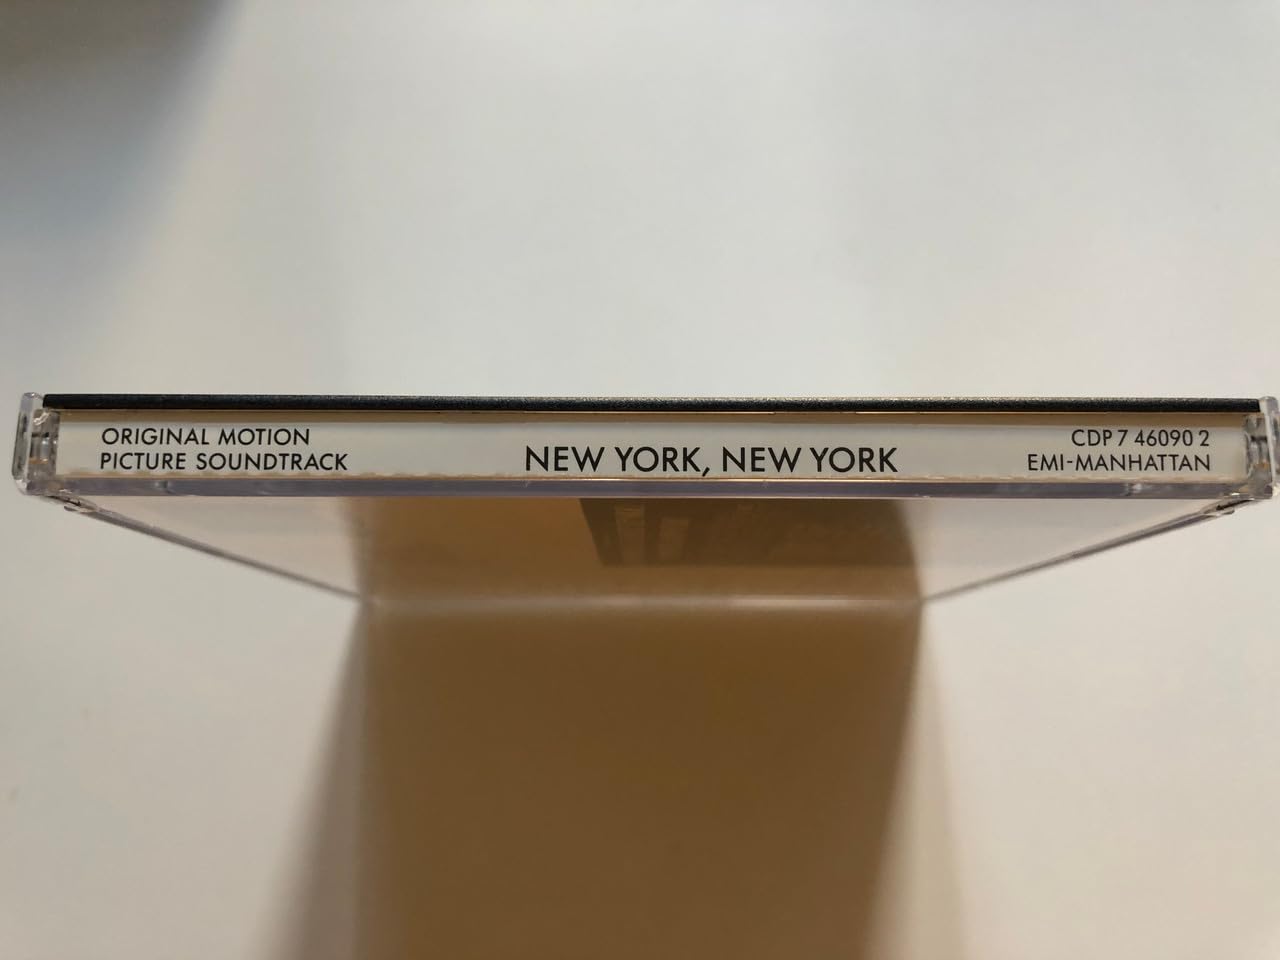 ORIGINAL MOTION
PICTURE SOUNDTRACK
NEW YORK, NEW YORK
CDP 7 46090 2
EMI-MANHATTAN